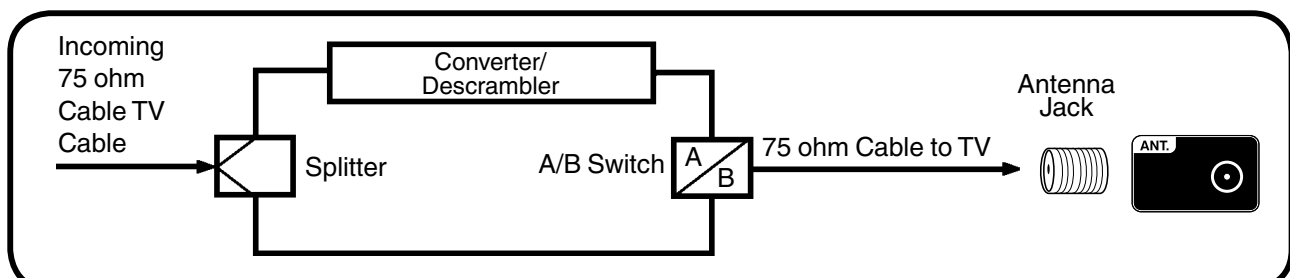 Incoming
75 ohm
Cable TV
Cable
Splitter
Converter/
Descrambler
A/B Switch
A
B
75 ohm Cable to TV
Antenna
Jack
ANT.